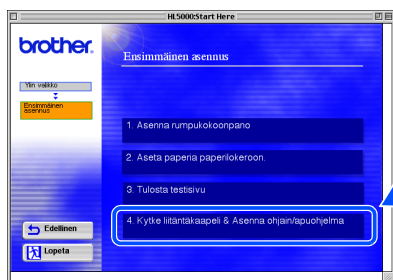 HL5000:Start Here
brother
Ensimmäinen asennus
Ylin valikko
Ensimmäinen
asennus
1. Asenna rumpukokoonpano
2. Aseta paperia paperilokeroon.
3. Tulosta testisivu
4. Kytke liitäntäkaapeli & Asenna ohjain/apuohjelma
Edellinen
Lopeta